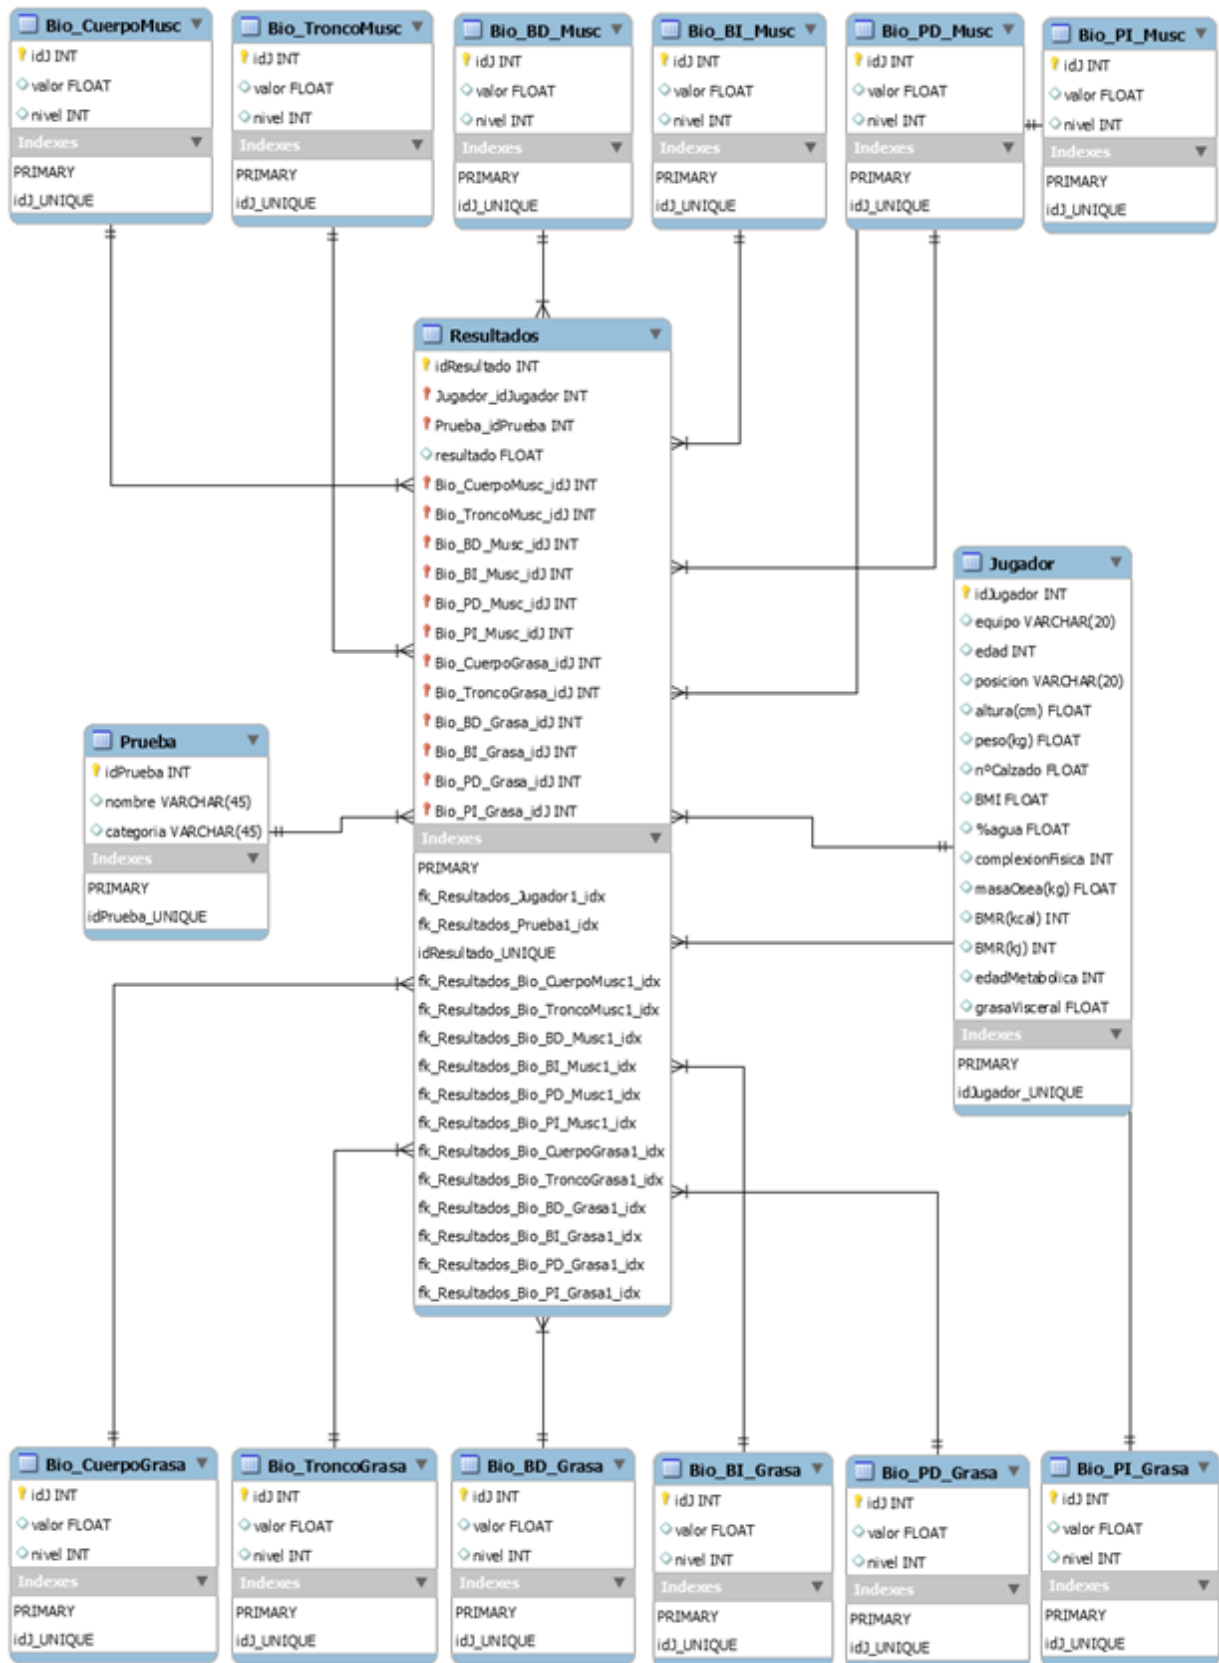 Bio_CuerpoMusc
idJ INT
valor FLOAT
nivel INT
Indexes
PRIMARY
idJ_UNIQUE
Bio_TroncoMusc
idJ INT
valor FLOAT
nivel INT
Indexes
PRIMARY
idJ_UNIQUE
Bio_BD_Musc
idJ INT
valor FLOAT
nivel INT
Indexes
PRIMARY
idJ_UNIQUE
Bio_BI_Musc
idJ INT
valor FLOAT
nivel INT
Indexes
PRIMARY
idJ_UNIQUE
Bio_PD_Musc
idJ INT
valor FLOAT
nivel INT
Indexes
PRIMARY
idJ_UNIQUE
Bio_PI_Musc
idJ INT
valor FLOAT
nivel INT
Indexes
PRIMARY
idJ_UNIQUE
Resultados
idResultado INT
Jugador_idJugador INT
Prueba_idPrueba INT
resultado FLOAT
Bio_CuerpoMusc_idJ INT
Bio_TroncoMusc_idJ INT
Bio_BD_Musc_idJ INT
Bio_BI_Musc_idJ INT
Bio_PD_Musc_idJ INT
Bio_PI_Musc_idJ INT
Bio_CuerpoGrasa_idJ INT
Bio_TroncoGrasa_idJ INT
Bio_BD_Grasa_idJ INT
Bio_BI_Grasa_idJ INT
Bio_PD_Grasa_idJ INT
Bio_PI_Grasa_idJ INT
Indexes
PRIMARY
fk_Resultados_Jugador1_idx
fk_Resultados_Prueba1_idx
idResultado_UNIQUE
fk_Resultados_Bio_CuerpoMusc1_idx
fk_Resultados_Bio_TroncoMusc1_idx
fk_Resultados_Bio_BD_Musc1_idx
fk_Resultados_Bio_BI_Musc1_idx
fk_Resultados_Bio_PD_Musc1_idx
fk_Resultados_Bio_PI_Musc1_idx
fk_Resultados_Bio_CuerpoGrasa1_idx
fk_Resultados_Bio_TroncoGrasa1_idx
fk_Resultados_Bio_BD_Grasa1_idx
fk_Resultados_Bio_BI_Grasa1_idx
fk_Resultados_Bio_PD_Grasa1_idx
fk_Resultados_Bio_PI_Grasa1_idx
Jugador
idJugador INT
equipo VARCHAR(20)
edad INT
posicion VARCHAR(20)
altura(cm) FLOAT
peso(kg) FLOAT
nºCalzado FLOAT
BMI FLOAT
%agua FLOAT
complexionFisica INT
masaOsea(kg) FLOAT
BMR(kcal) INT
BMR(kj) INT
edadMetabolica INT
grasaVisceral FLOAT
Indexes
PRIMARY
idJugador_UNIQUE
Prueba
idPrueba INT
nombre VARCHAR(45)
categoria VARCHAR(45)
Indexes
PRIMARY
idPrueba_UNIQUE
Bio_CuerpoGrasa
idJ INT
valor FLOAT
nivel INT
Indexes
PRIMARY
idJ_UNIQUE
Bio_TroncoGrasa
idJ INT
valor FLOAT
nivel INT
Indexes
PRIMARY
idJ_UNIQUE
Bio_BD_Grasa
idJ INT
valor FLOAT
nivel INT
Indexes
PRIMARY
idJ_UNIQUE
Bio_BI_Grasa
idJ INT
valor FLOAT
nivel INT
Indexes
PRIMARY
idJ_UNIQUE
Bio_PD_Grasa
idJ INT
valor FLOAT
nivel INT
Indexes
PRIMARY
idJ_UNIQUE
Bio_PI_Grasa
idJ INT
valor FLOAT
nivel INT
Indexes
PRIMARY
idJ_UNIQUE